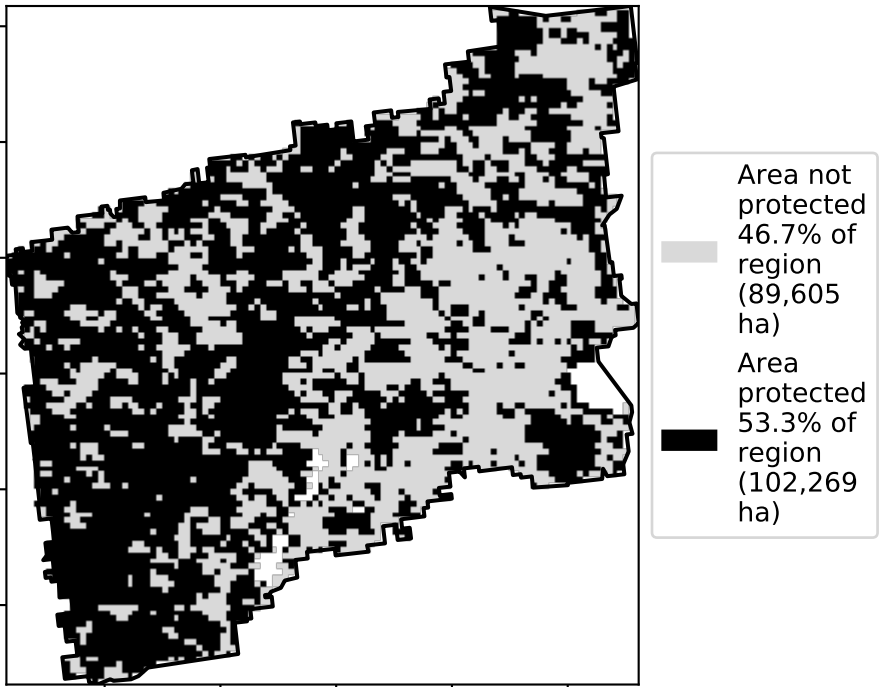 Area not
protected
46.7% of
region
(89,605
ha)
Area
protected
53.3% of
region
(102,269
ha)